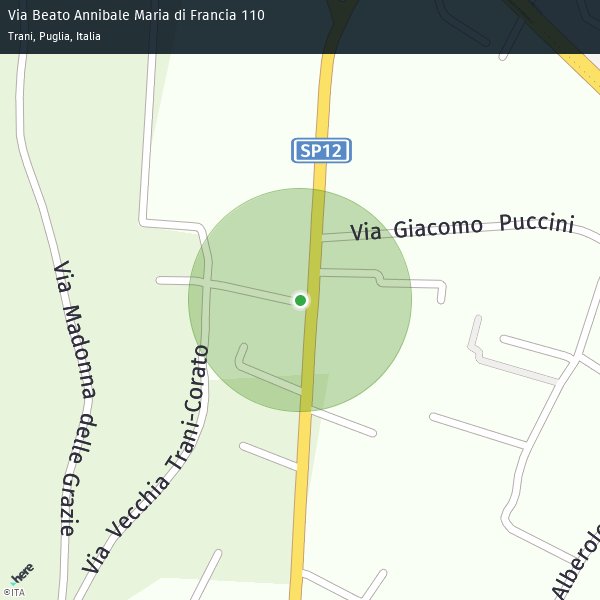 Via Beato Annibale Maria di Francia 110
Trani, Puglia, Italia
SP12
Via Giacomo Puccini
Via Madonna delle Grazie
Via Vecchia Trani-Corato
Alberolo
here
©ITA